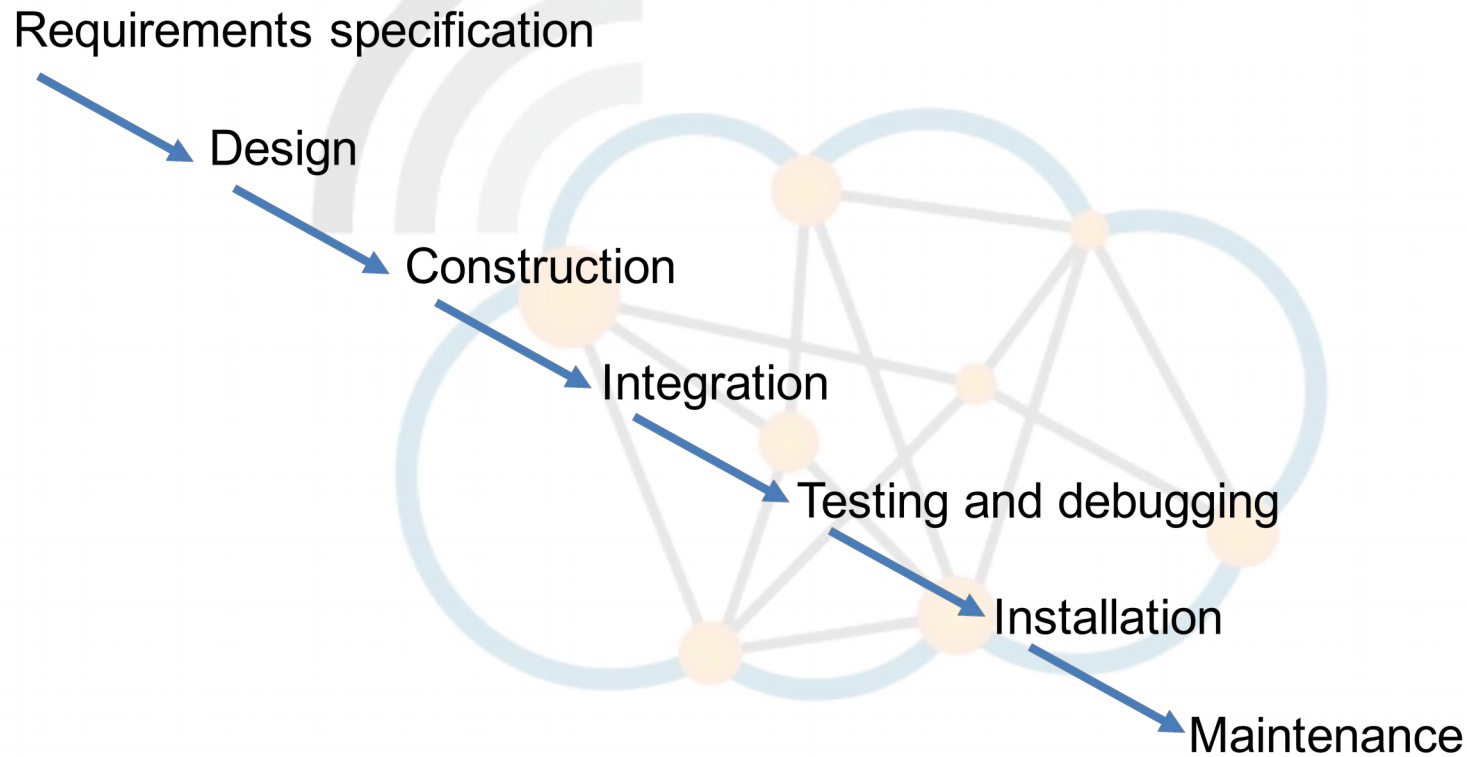 Requirements specification
Design
Construction
Integration
Testing and debugging
Installation
Maintenance